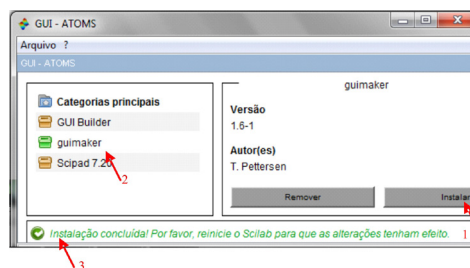 GUI - ATOMS
Arquivo ?
GUI - ATOMS
Categorias principais
GUI Builder
guimaker
Scipad 7.20
2
guimaker
Versão
1.6-1
Autor(es)
T. Pettersen
Remover
Instalar
1
Instalação concluída! Por favor, reinicie o Scilab para que as alterações tenham efeito.
3